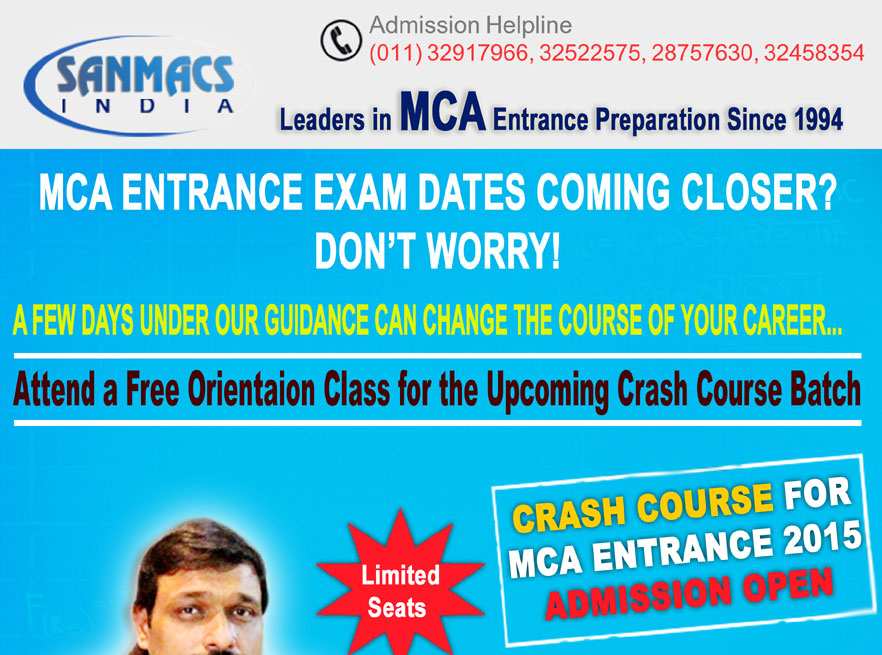 SANMACS
INDIA
Admission Helpline
(011) 32917966, 32522575, 28757630, 32458354
Leaders in MCA Entrance Preparation Since 1994
MCA ENTRANCE EXAM DATES COMING CLOSER?
DON'T WORRY!
A FEW DAYS UNDER OUR GUIDANCE CAN CHANGE THE COURSE OF YOUR CAREER...
Attend a Free Orientaion Class for the Upcoming Crash Course Batch
CRASH COURSE FOR
MCA ENTRANCE 2015
ADMISSION OPEN
Limited
Seats